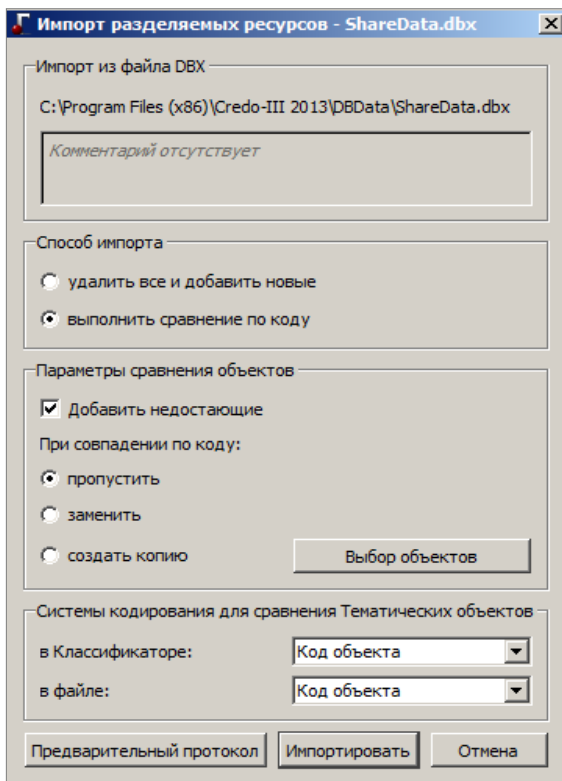 Импорт разделяемых ресурсов - ShareData.dbx
Импорт из файла DBX
C:\Program Files (x86)\Credo-III 2013\DBData\ShareData.dbx
Комментарий отсутствует
Способ импорта
удалить все и добавить новые
выполнить сравнение по коду
Параметры сравнения объектов
Добавить недостающие
При совпадении по коду:
пропустить
заменить
создать копию Выбор объектов
Системы кодирования для сравнения Тематических объектов
в Классификаторе: Код объекта
в файле: Код объекта
Предварительный протокол Импортировать Отмена